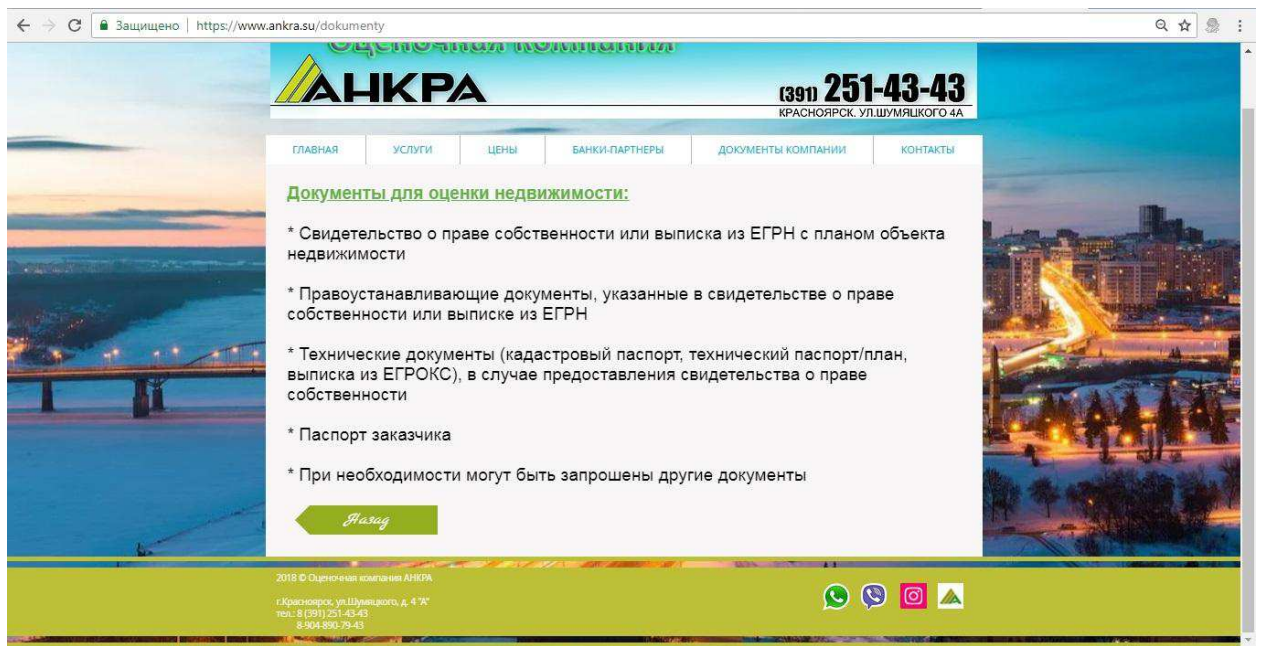 Защищено | https://www.ankra.su/dokumenty
Оценочная компания
АНКРА
(391) 251-43-43
КРАСНОЯРСК. УЛ.ШУМЯЦКОГО 4А
ГЛАВНАЯ УСЛУГИ ЦЕНЫ БАНКИ-ПАРТНЕРЫ ДОКУМЕНТЫ КОМПАНИИ КОНТАКТЫ
Документы для оценки недвижимости:
* Свидетельство о праве собственности или выписка из ЕГРН с планом объекта
недвижимости
* Правоустанавливающие документы, указанные в свидетельстве о праве
собственности или выписке из ЕГРН
* Технические документы (кадастровый паспорт, технический паспорт/план,
выписка из ЕГРОКС), в случае предоставления свидетельства о праве
собственности
* Паспорт заказчика
* При необходимости могут быть запрошены другие документы
Назад
2018 © Оценочная компания АНКРА
г.Красноярск, ул.Шумяцкого, д. 4 "А"
тел.: 8 (391) 251-43-43
8-904-890-79-43